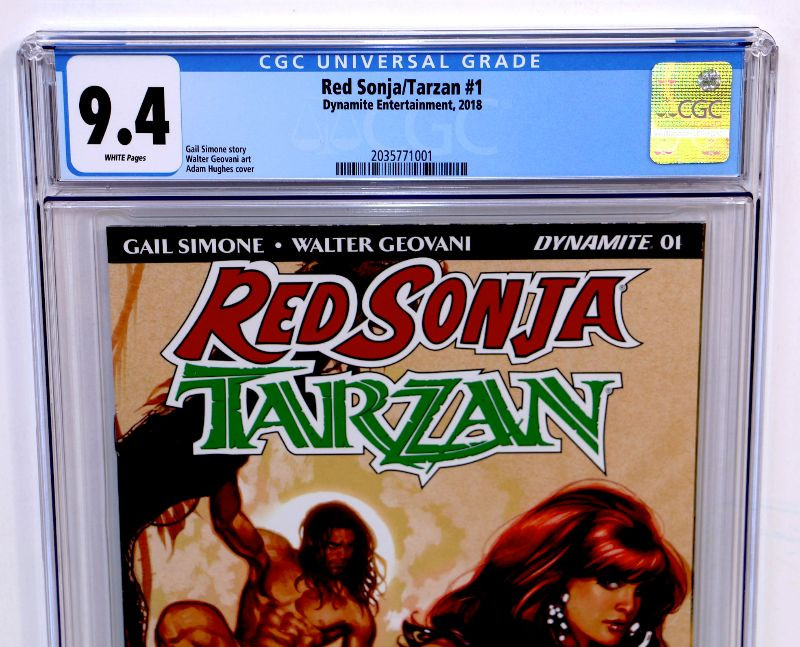 CGC UNIVERSAL GRADE
9.4
WHITE Pages
Red Sonja/Tarzan #1
Dynamite Entertainment, 2018
Gail Simone story
Walter Geovani art
Adam Hughes cover
2035771001
CGC
CGC
GAIL SIMONE • WALTER GEOVANI
DYNAMITE 01
RED SONJA
TARZAN